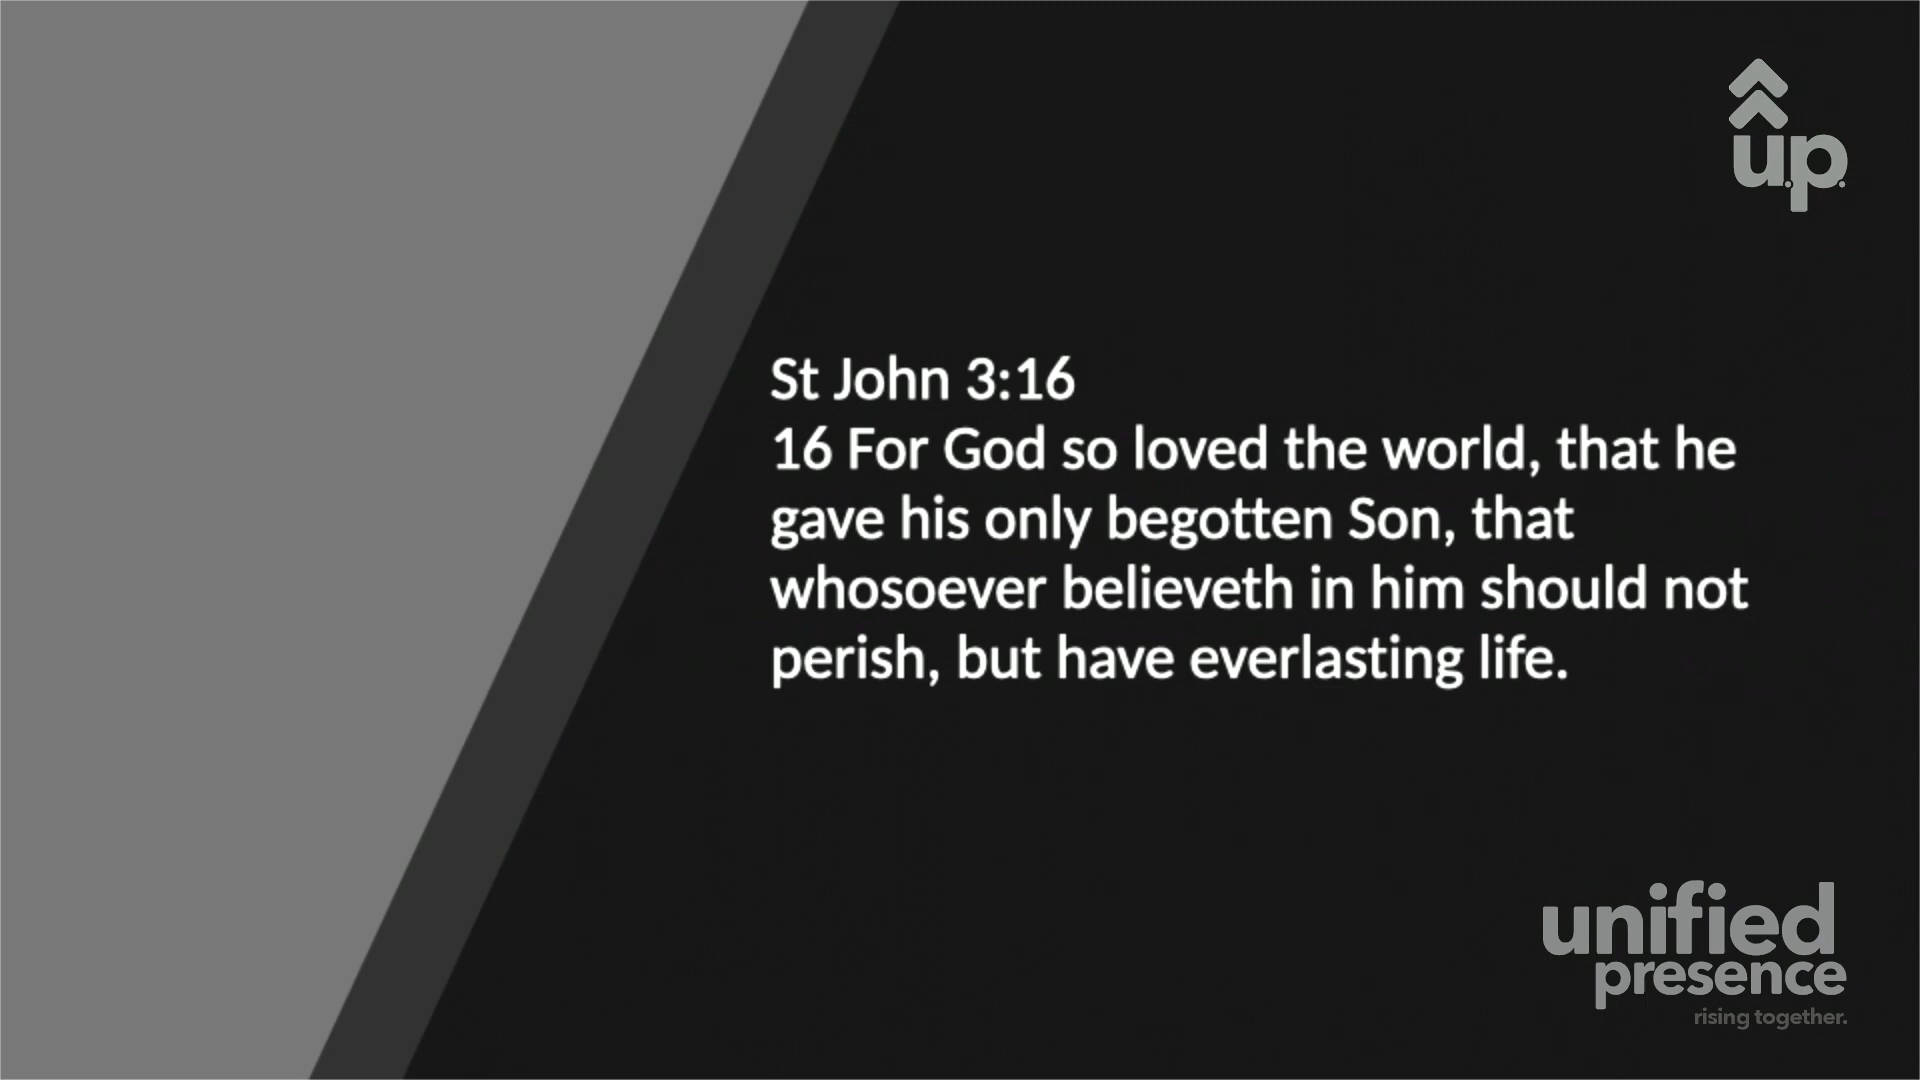 u.p.
St John 3:16
16 For God so loved the world, that he
gave his only begotten Son, that
whosoever believeth in him should not
perish, but have everlasting life.
unified
presence
rising together.